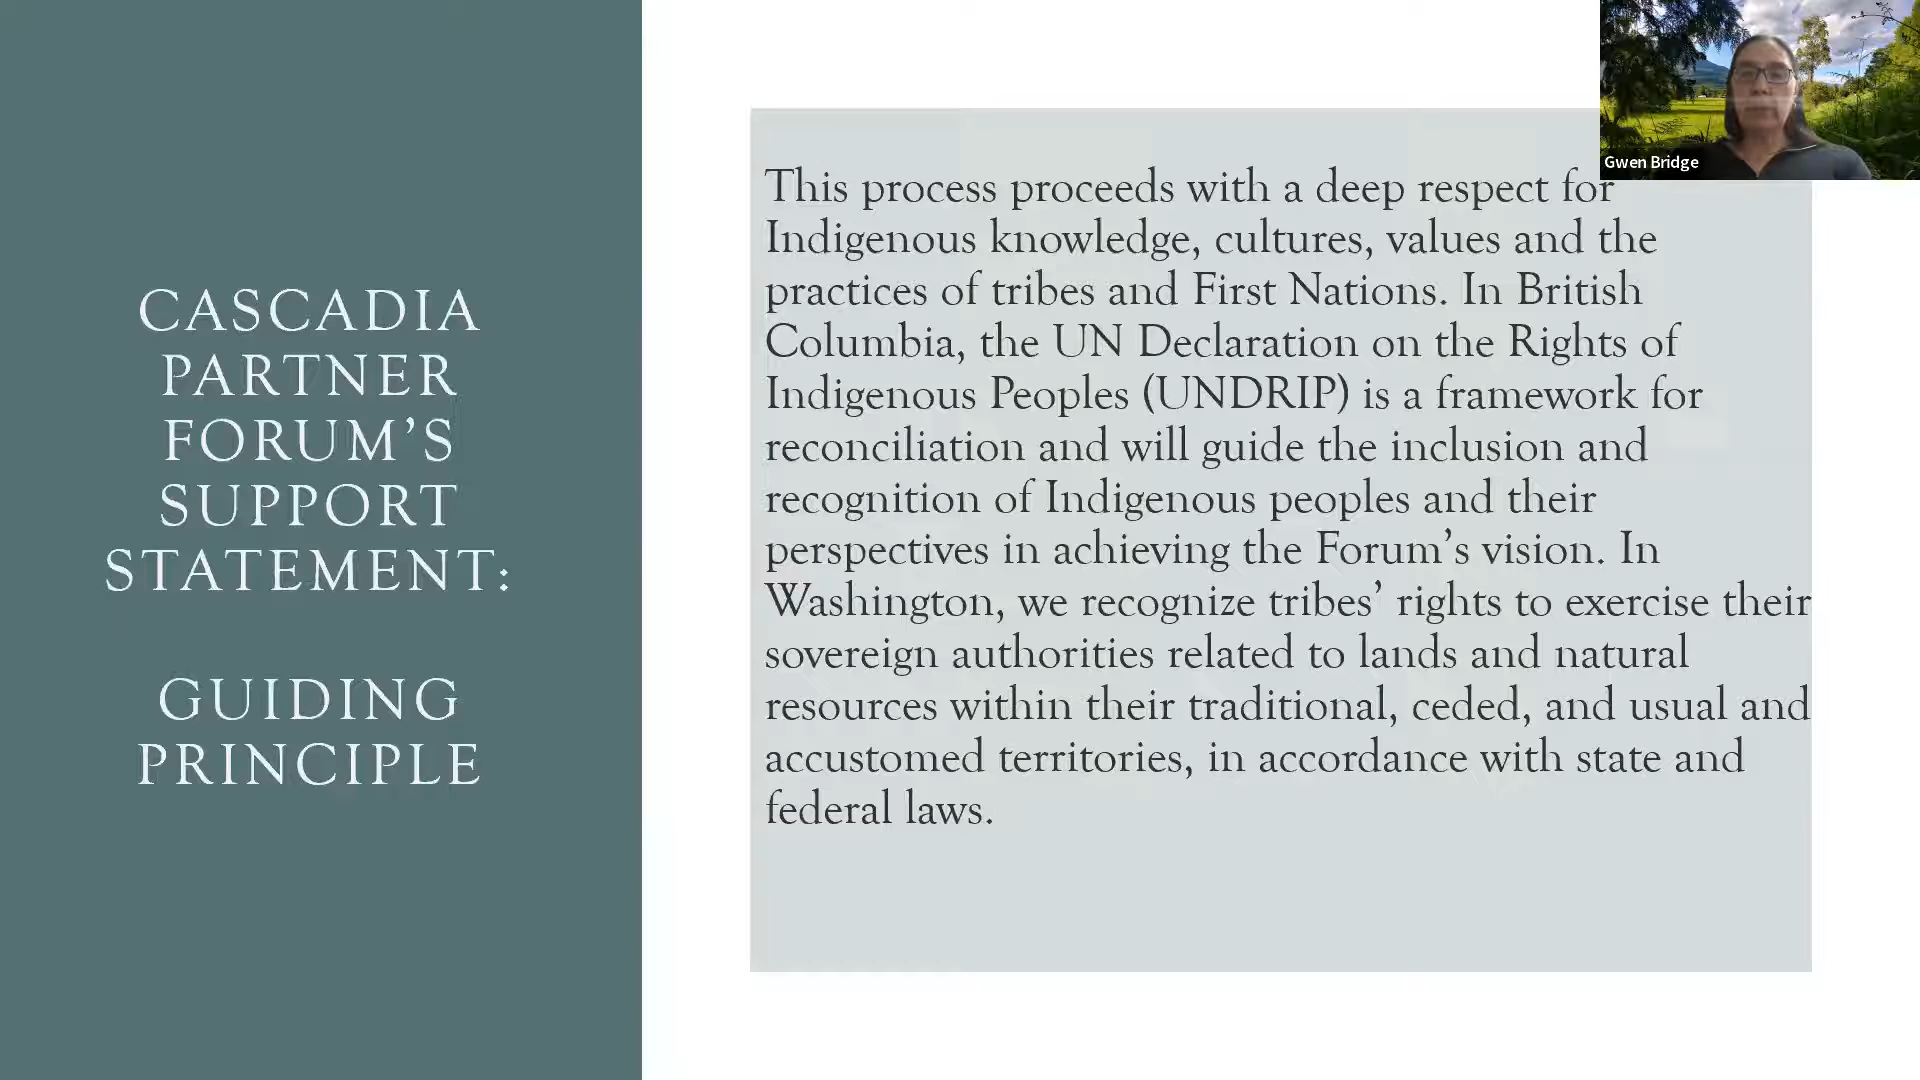 CASCADIA
PARTNER
FORUM’S
SUPPORT
STATEMENT:
GUIDING
PRINCIPLE
This process proceeds with a deep respect for
Indigenous knowledge, cultures, values and the
practices of tribes and First Nations. In British
Columbia, the UN Declaration on the Rights of
Indigenous Peoples (UNDRIP) is a framework for
reconciliation and will guide the inclusion and
recognition of Indigenous peoples and their
perspectives in achieving the Forum’s vision. In
Washington, we recognize tribes’ rights to exercise their
sovereign authorities related to lands and natural
resources within their traditional, ceded, and usual and
accustomed territories, in accordance with state and
federal laws.
Gwen Bridge